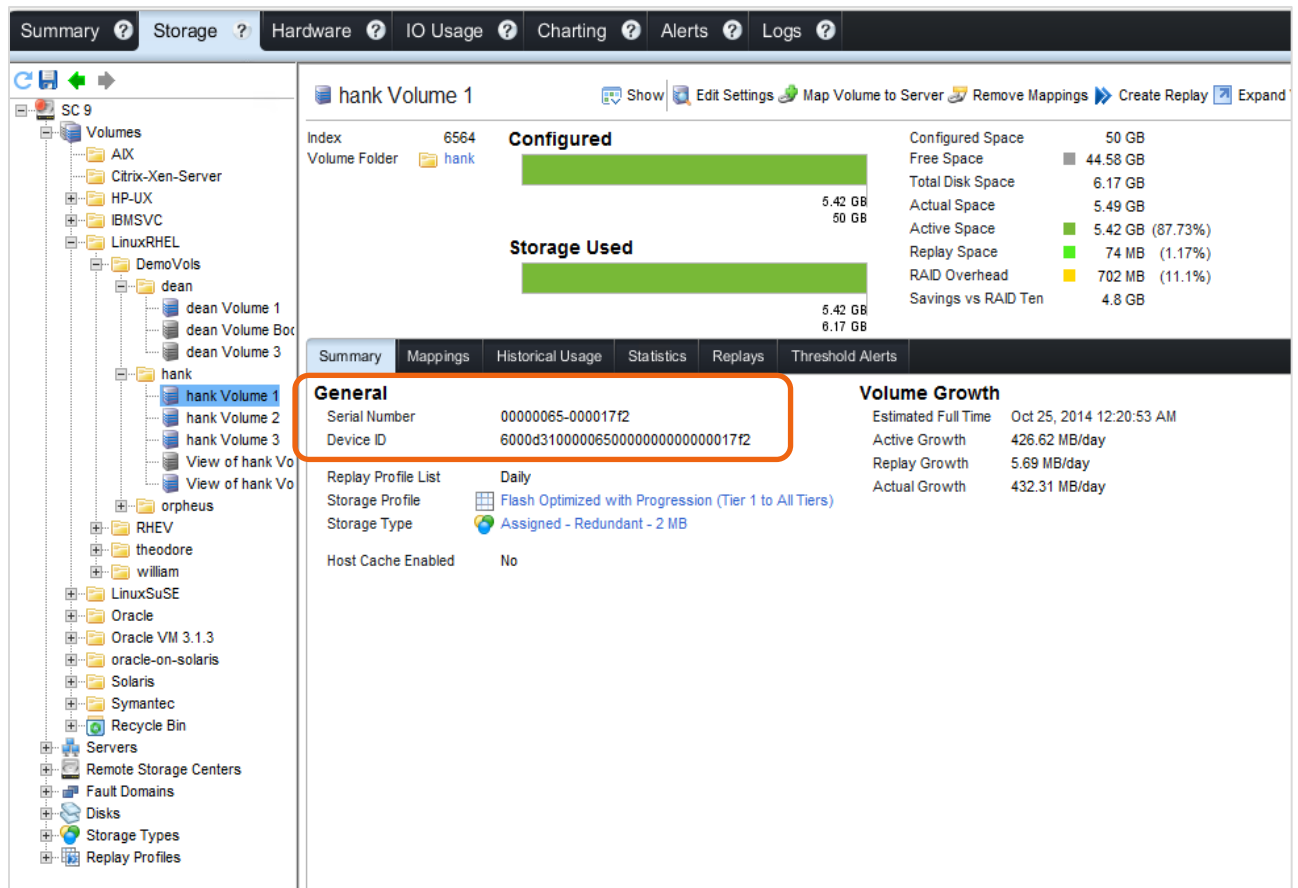 Summary ? Storage ? Hardware ? IO Usage ? Charting ? Alerts ? Logs ?
SC 9
Volumes
AIX
Citrix-Xen-Server
HP-UX
IBMSVC
LinuxRHEL
DemoVols
dean
dean Volume 1
dean Volume Boo
dean Volume 3
hank
hank Volume 1
hank Volume 2
hank Volume 3
View of hank Vo
View of hank Vo
orpheus
RHEV
theodore
william
LinuxSuSE
Oracle
Oracle VM 3.1.3
oracle-on-solaris
Solaris
Symantec
Recycle Bin
Servers
Remote Storage Centers
Fault Domains
Disks
Storage Types
Replay Profiles
hank Volume 1 Show Edit Settings Map Volume to Server Remove Mappings Create Replay Expand
Index 6564
Volume Folder hank
Configured
5.42 GB
50 GB
Storage Used
5.42 GB
6.17 GB
Configured Space 50 GB
Free Space 44.58 GB
Total Disk Space 6.17 GB
Actual Space 5.49 GB
Active Space 5.42 GB (87.73%)
Replay Space 74 MB (1.17%)
RAID Overhead 702 MB (11.1%)
Savings vs RAID Ten 4.8 GB
Summary Mappings Historical Usage Statistics Replays Threshold Alerts
General
Serial Number 00000065-000017f2
Device ID 6000d3100000650000000000000017f2
Replay Profile List Daily
Storage Profile Flash Optimized with Progression (Tier 1 to All Tiers)
Storage Type Assigned - Redundant - 2 MB
Host Cache Enabled No
Volume Growth
Estimated Full Time Oct 25, 2014 12:20:53 AM
Active Growth 426.62 MB/day
Replay Growth 5.69 MB/day
Actual Growth 432.31 MB/day